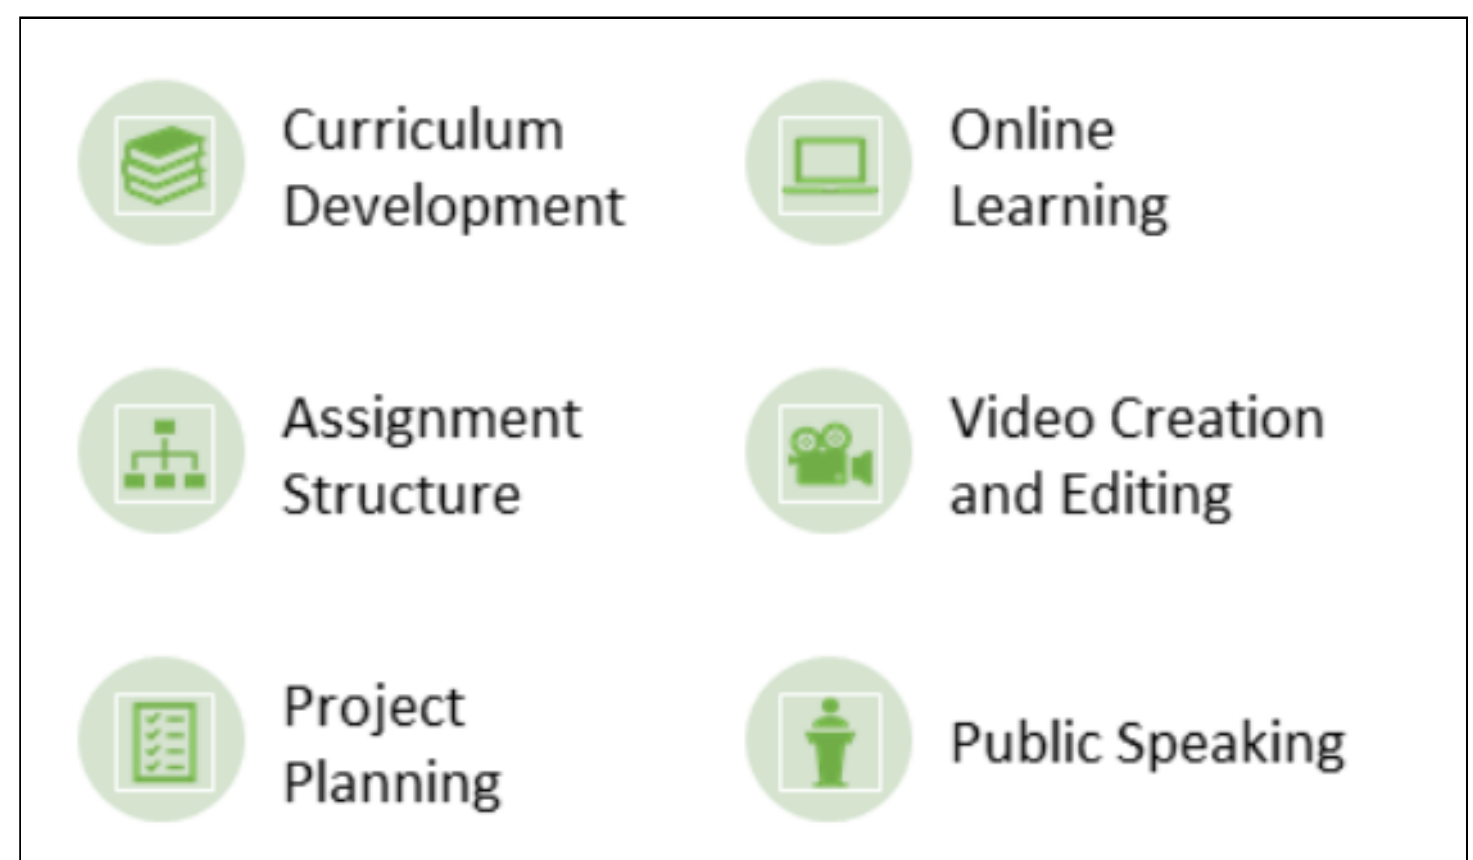 Curriculum
Development
Online
Learning
Assignment
Structure
Video Creation
and Editing
Project
Planning
Public Speaking